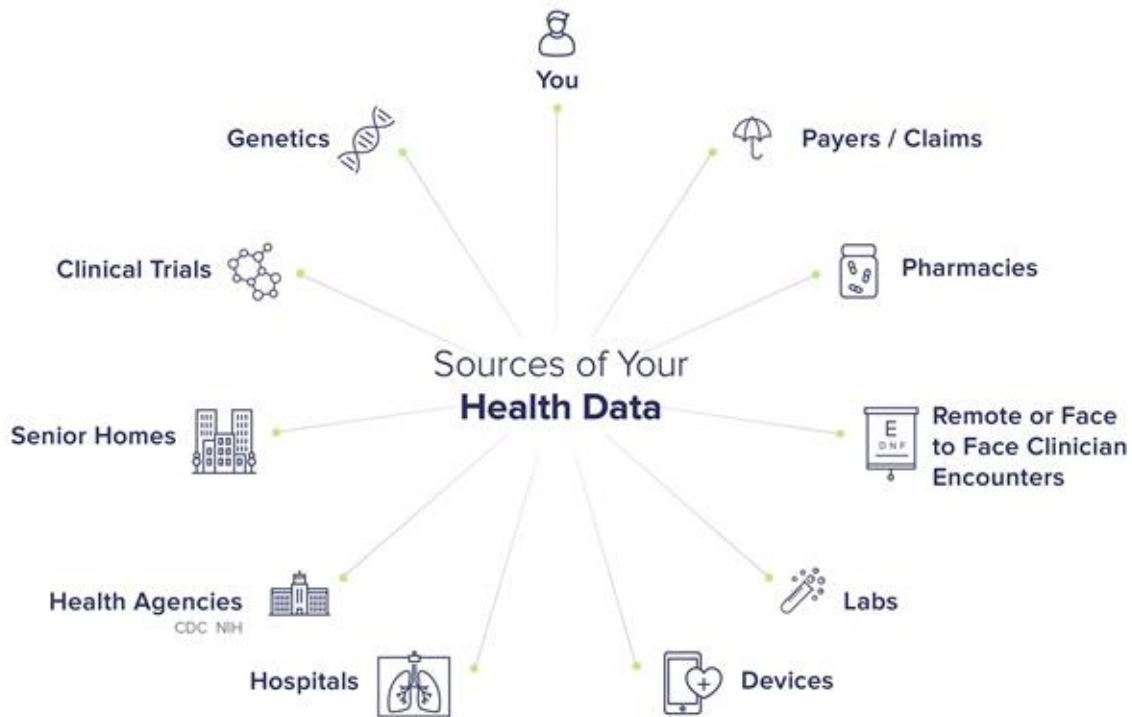 You
Genetics
Payers / Claims
Clinical Trials
Pharmacies
Sources of Your
Health Data
Senior Homes
Remote or Face
to Face Clinician
Encounters
E
DNF
Health Agencies
CDC NIH
Labs
Hospitals
Devices